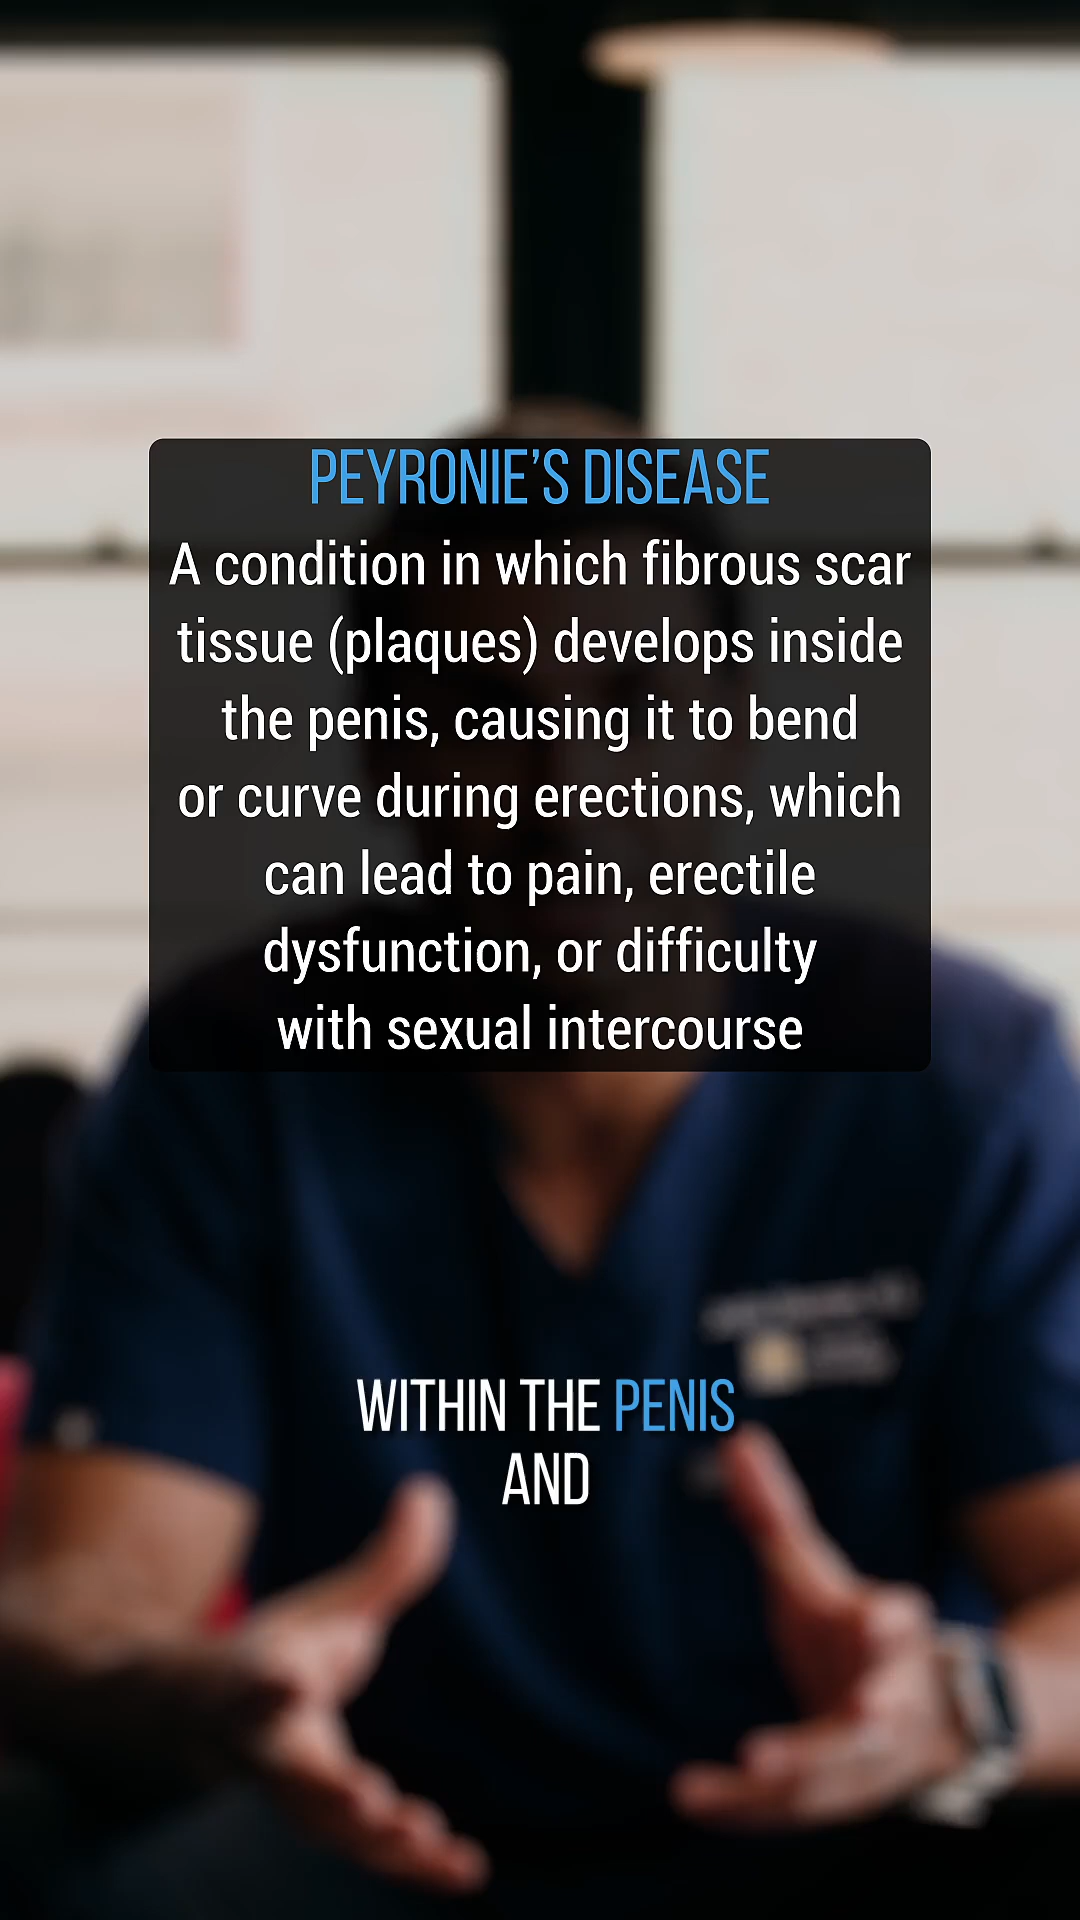 PEYRONIE'S DISEASE
A condition in which fibrous scar
tissue (plaques) develops inside
the penis, causing it to bend
or curve during erections, which
can lead to pain, erectile
dysfunction, or difficulty
with sexual intercourse
WITHIN THE PENIS
AND